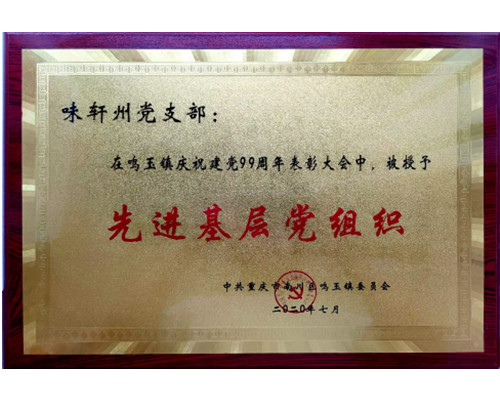 味轩州党支部：
在鸣玉镇庆祝建党99周年表彰大会中，被授予
先进基层党组织
中共重庆市南川区鸣玉镇委员会
二〇二〇年七月